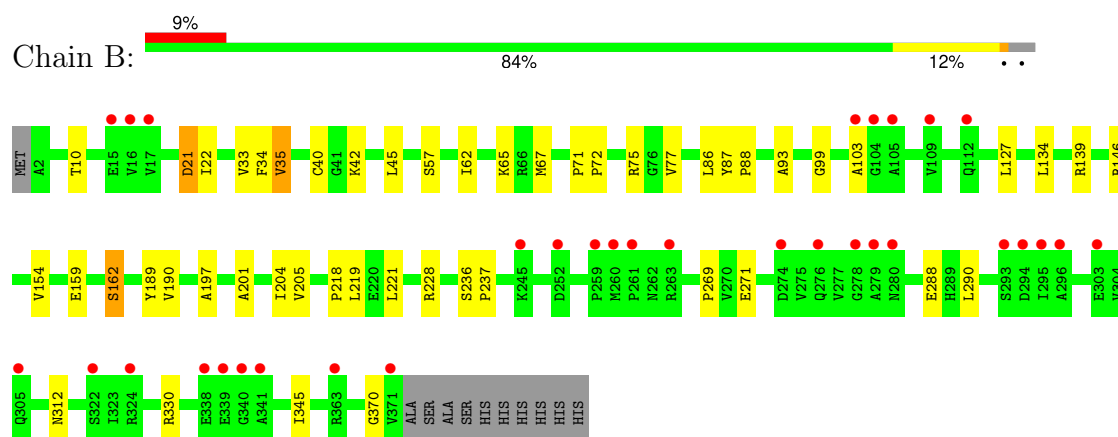 9%
Chain B:
84% 12% • •
MET A2 T10 E15 V16 V17 D21 I22 V33 F34 V35 C40 G41 K42 L45 S57 I62 K65 R66 M67 P71 P72 R75 G76 V77 L86 Y87 P88 A93 G99 A103 G104 A105 V109 Q112 L127 L134 R139
V154 E159 S162 Y189 V190 A197 A201 I204 V205 P218 L219 E220 L221 R228 S236 P237 K245 D252 P259 M260 P261 N262 R263 P269 V270 E271 D274 V275 Q276 V277 G278 A279 N280 E288 H289 L290 S293 D294 I295 A296 E303
Q305 N312 S322 I323 R324 R330 E338 E339 G340 A341 I345 R363 G370 V371 ALA SER ALA SER HIS HIS HIS HIS HIS HIS